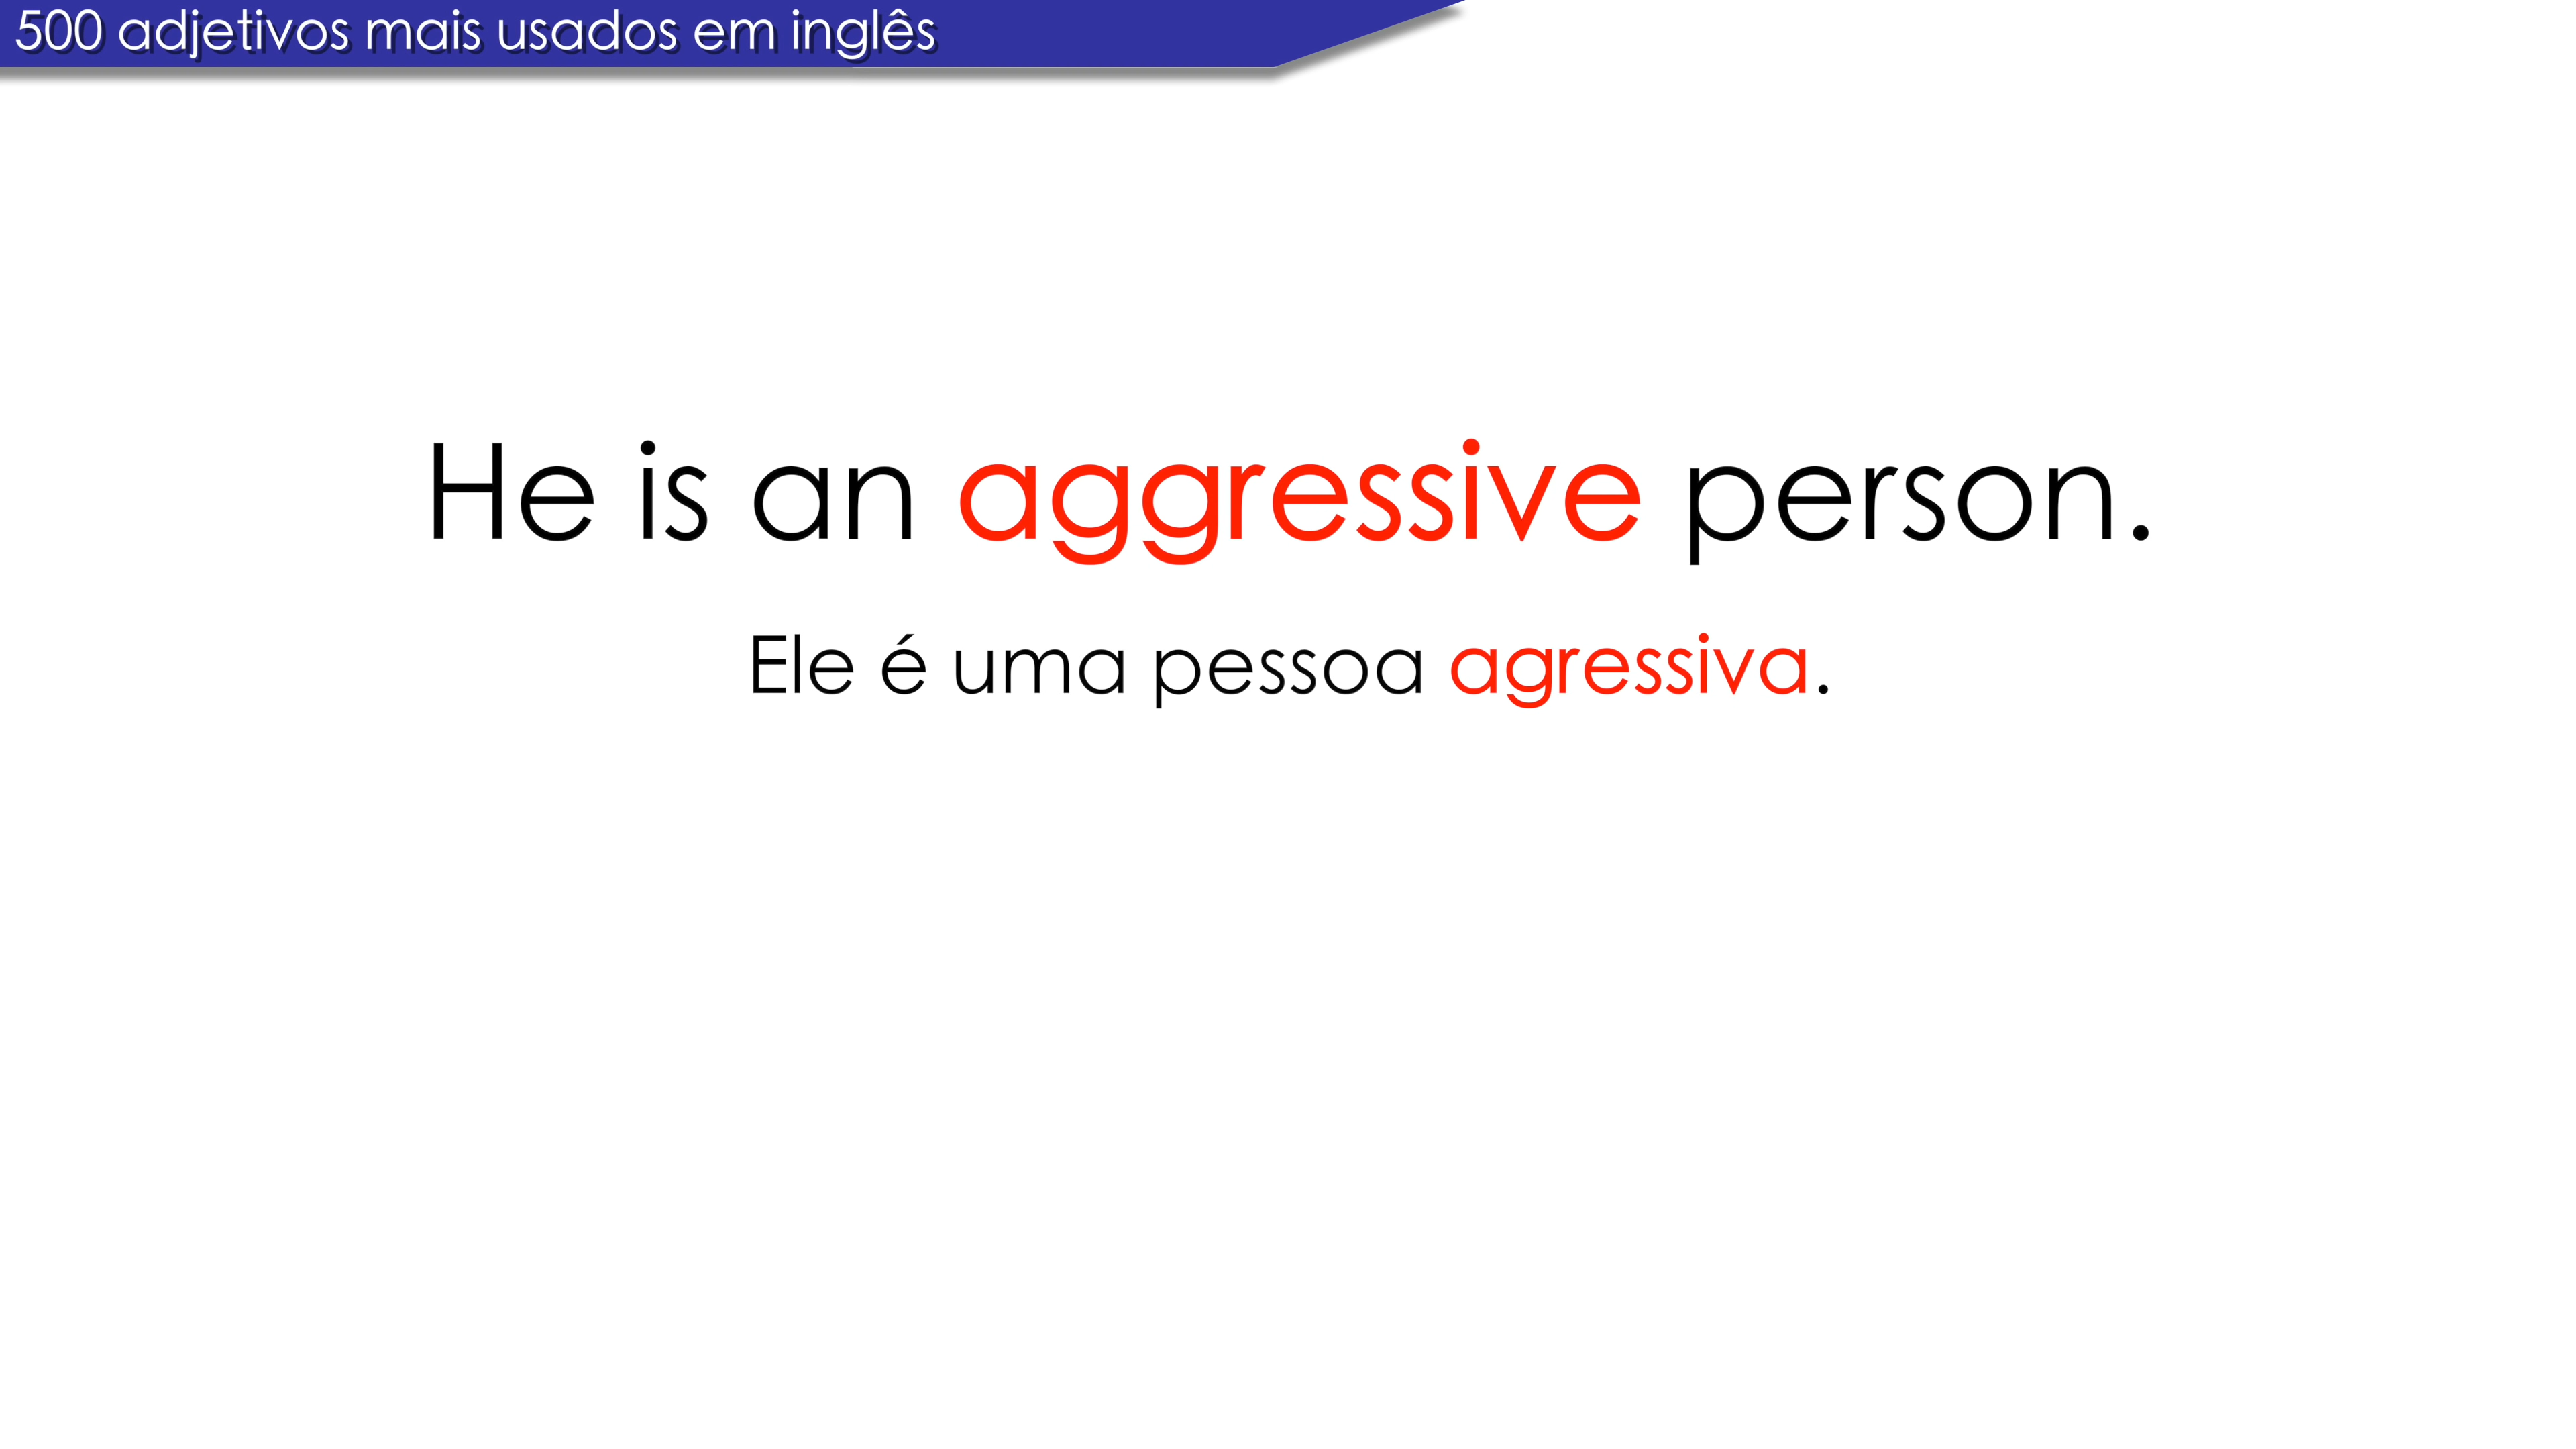 500 adjetivos mais usados em inglês
He is an aggressive person.
Ele é uma pessoa agressiva.